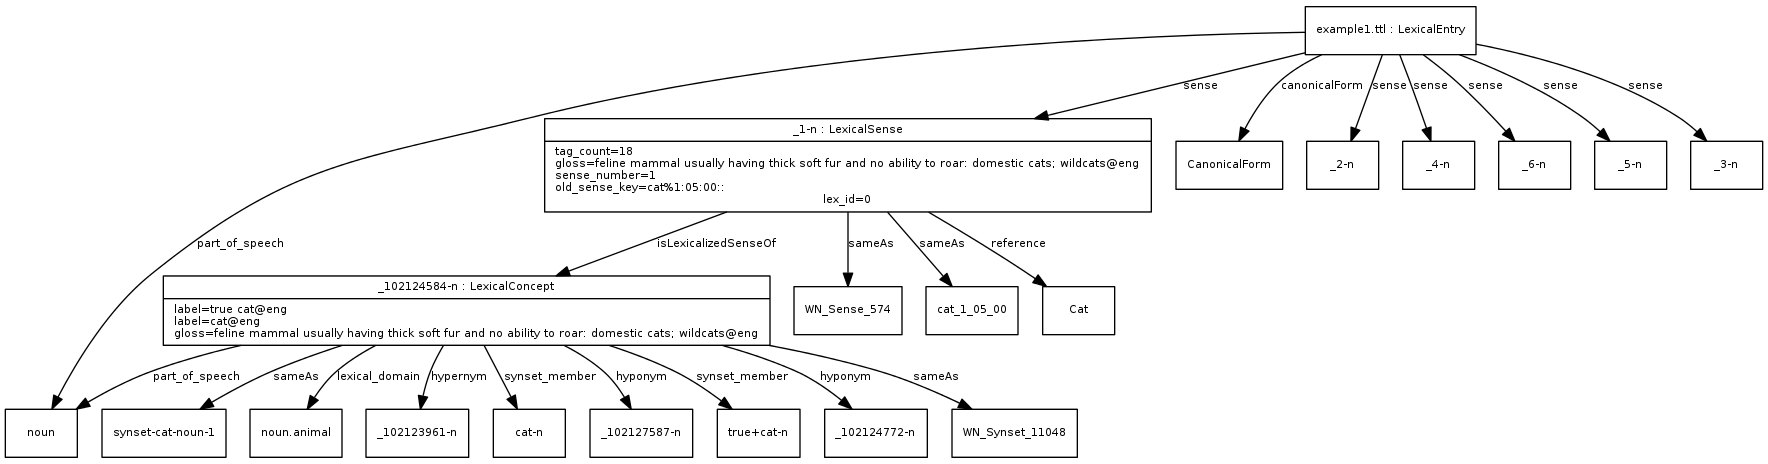 example1.ttl : LexicalEntry
sense
canonicalForm
sense
sense
sense
sense
sense
_1-n : LexicalSense
tag_count=18
gloss=feline mammal usually having thick soft fur and no ability to roar: domestic cats; wildcats@eng
sense_number=1
old_sense_key=cat%1:05:00::
lex_id=0
CanonicalForm
_2-n
_4-n
_6-n
_5-n
_3-n
part_of_speech
isLexicalizedSenseOf
sameAs
sameAs
reference
_102124584-n : LexicalConcept
label=true cat@eng
label=cat@eng
gloss=feline mammal usually having thick soft fur and no ability to roar: domestic cats; wildcats@eng
WN_Sense_574
cat_1_05_00
Cat
part_of_speech
sameAs
lexical_domain
hypernym
synset_member
hyponym
synset_member
hyponym
sameAs
noun
synset-cat-noun-1
noun.animal
_102123961-n
cat-n
_102127587-n
true+cat-n
_102124772-n
WN_Synset_11048